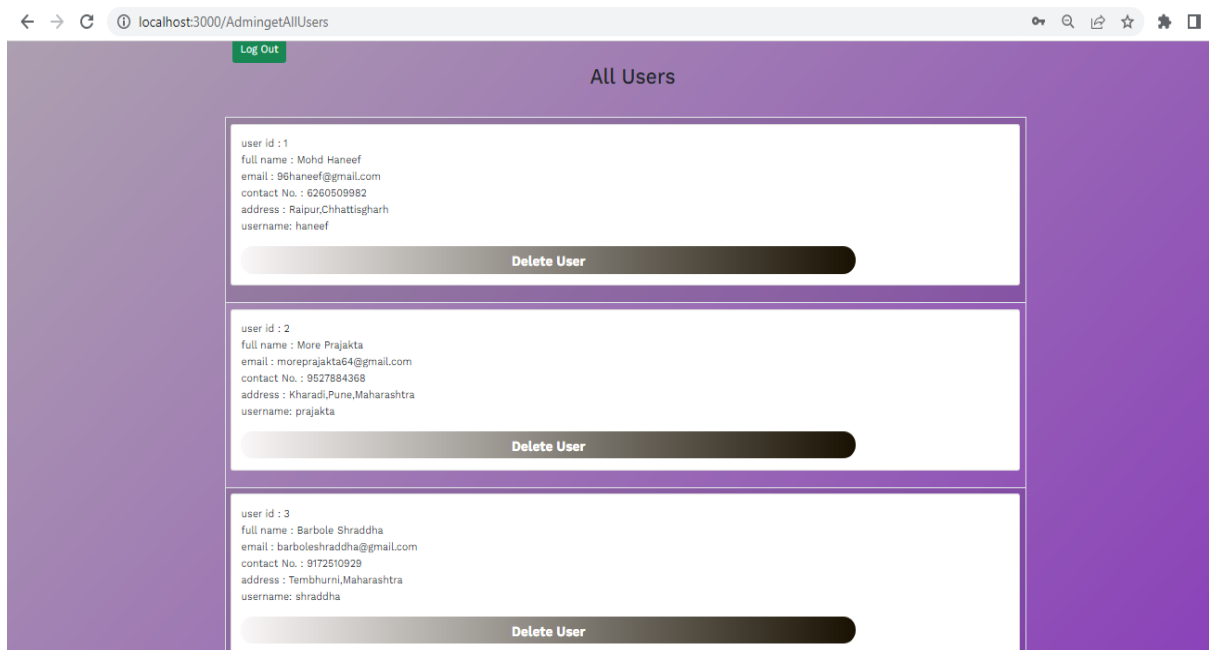 localhost:3000/AdmingetAllUsers
Log Out
All Users
user id : 1
full name : Mohd Haneef
email : 96haneef@gmail.com
contact No. : 6260509982
address : Raipur,Chhattisgharh
username: haneef
Delete User
user id : 2
full name : More Prajakta
email : moreprajakta64@gmail.com
contact No. : 9527884368
address : Kharadi,Pune,Maharashtra
username: prajakta
Delete User
user id : 3
full name : Barbole Shraddha
email : barboleshraddha@gmail.com
contact No. : 9172510929
address : Tembhurni,Maharashtra
username: shraddha
Delete User